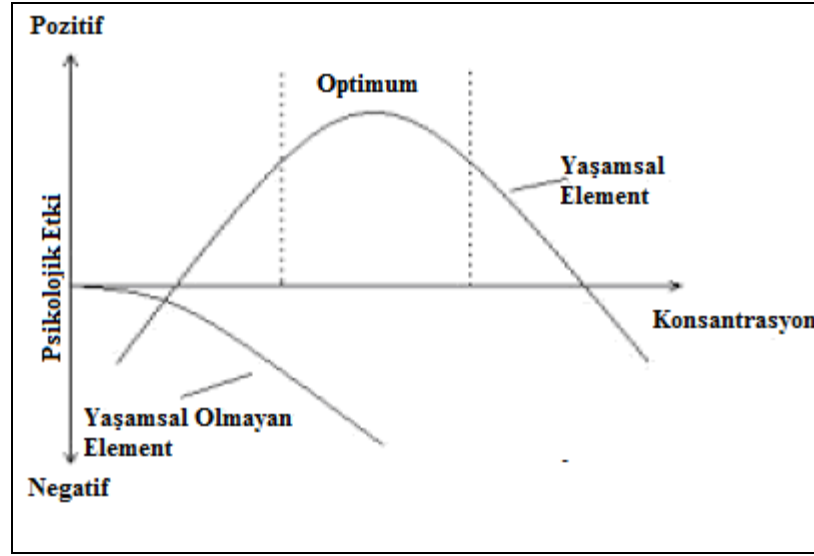 Pozitif
Optimum
Yaşamsal
Element
Psikolojik Etki
Konsantrasyon
Yaşamsal Olmayan
Element
Negatif